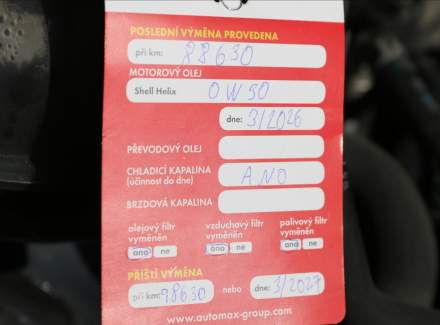 POSLEDNÍ VÝMĚNA PROVEDENA
při km: 88630
MOTOROVÝ OLEJ
Shell Helix 0W30
dne: 3/2026
PŘEVODOVÝ OLEJ
CHLADICÍ KAPALINA
(účinnost do dne) ANO
BRZDOVÁ KAPALINA
olejový filtr vzduchový filtr palivový filtr
vyměněn vyměněn vyměněn
ano ne ano ne ano ne
PŘÍŠTÍ VÝMĚNA
při km: 98630 nebo dne: 3/2027
www.automax-group.com